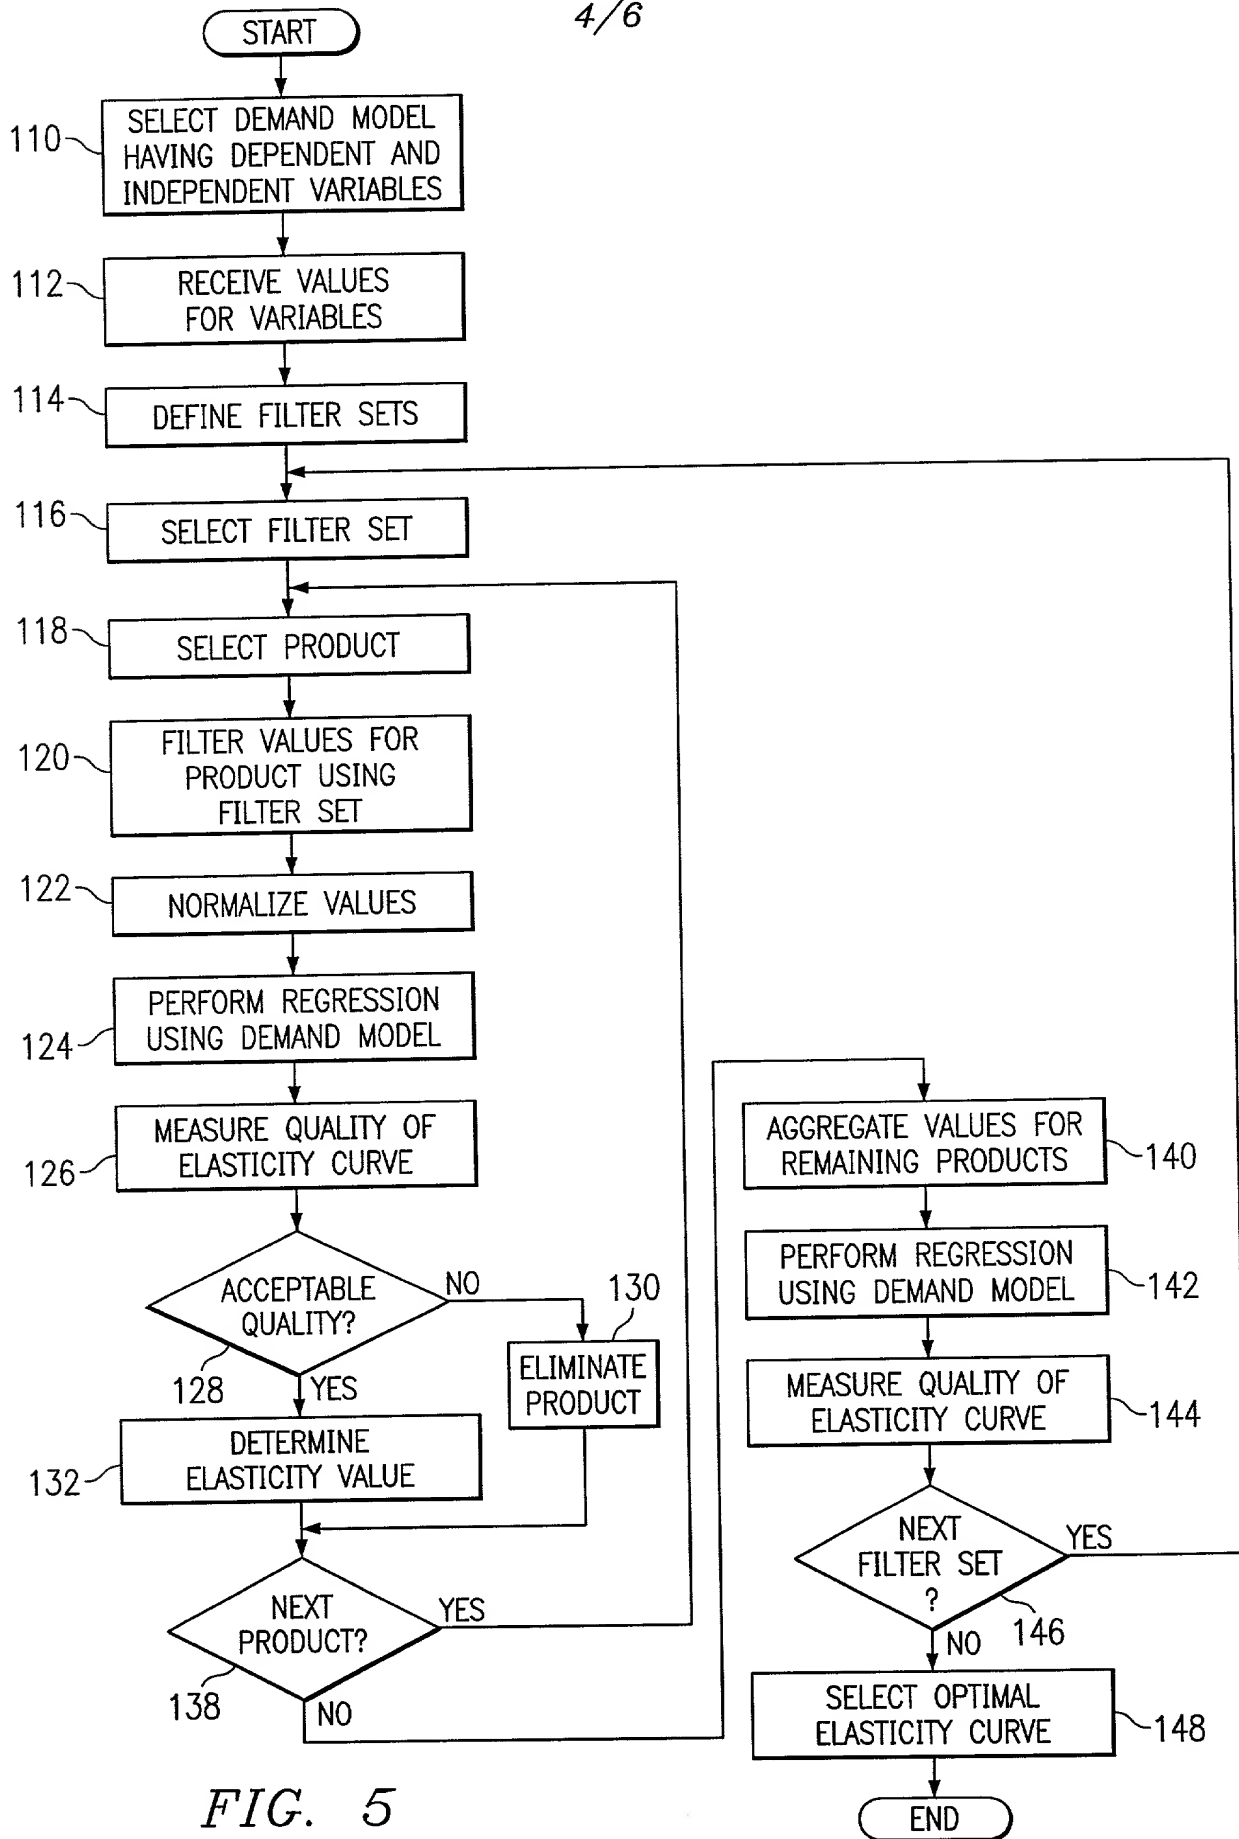 4/6
START
110
SELECT DEMAND MODEL
HAVING DEPENDENT AND
INDEPENDENT VARIABLES
112
RECEIVE VALUES
FOR VARIABLES
114
DEFINE FILTER SETS
116
SELECT FILTER SET
118
SELECT PRODUCT
120
FILTER VALUES FOR
PRODUCT USING
FILTER SET
122
NORMALIZE VALUES
124
PERFORM REGRESSION
USING DEMAND MODEL
126
MEASURE QUALITY OF
ELASTICITY CURVE
ACCEPTABLE
QUALITY?
128
NO
130
ELIMINATE
PRODUCT
YES
132
DETERMINE
ELASTICITY VALUE
NEXT
PRODUCT?
138
YES
NO
AGGREGATE VALUES FOR
REMAINING PRODUCTS
140
PERFORM REGRESSION
USING DEMAND MODEL
142
MEASURE QUALITY OF
ELASTICITY CURVE
144
NEXT
FILTER SET
?
YES
146
NO
SELECT OPTIMAL
ELASTICITY CURVE
148
END
FIG. 5